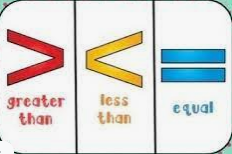 > < =
greater less equal
than than